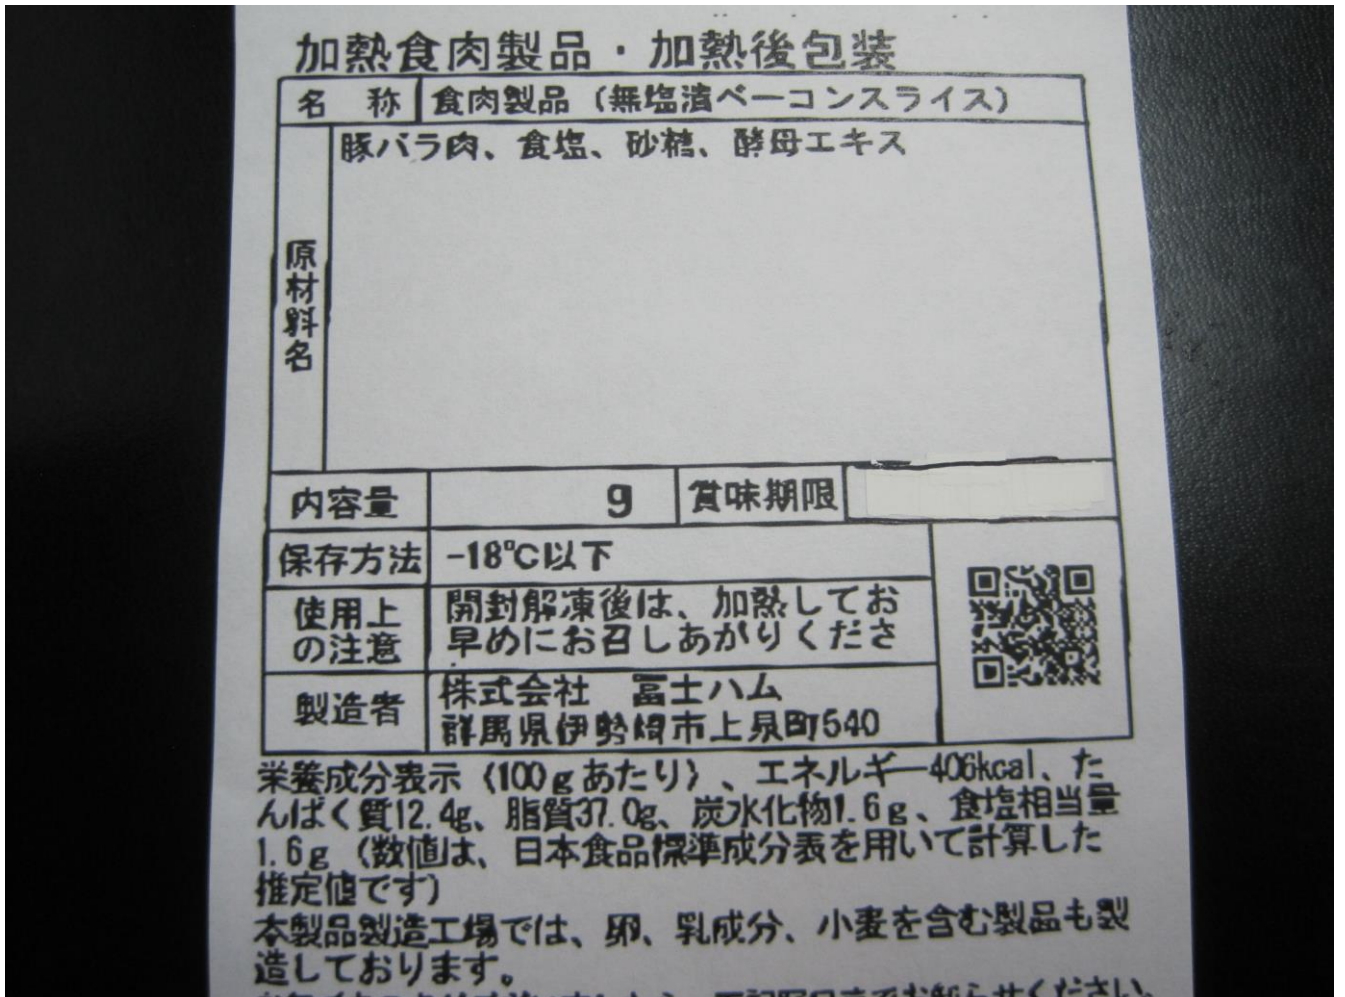 加熱食肉製品・加熱後包装
名 称 食肉製品（無塩漬ベーコンスライス）
原材料名 豚バラ肉、食塩、砂糖、酵母エキス
内容量 g 賞味期限
保存方法 -18℃以下
使用上の注意 開封解凍後は、加熱してお
早めにお召しあがりくださ
製造者 株式会社 冨士ハム
群馬県伊勢崎市上泉町540
栄養成分表示（100gあたり）、エネルギー406kcal、た
んぱく質12.4g、脂質37.0g、炭水化物1.6g、食塩相当量
1.6g（数値は、日本食品標準成分表を用いて計算した
推定値です）
本製品製造工場では、卵、乳成分、小麦を含む製品も製
造しております。